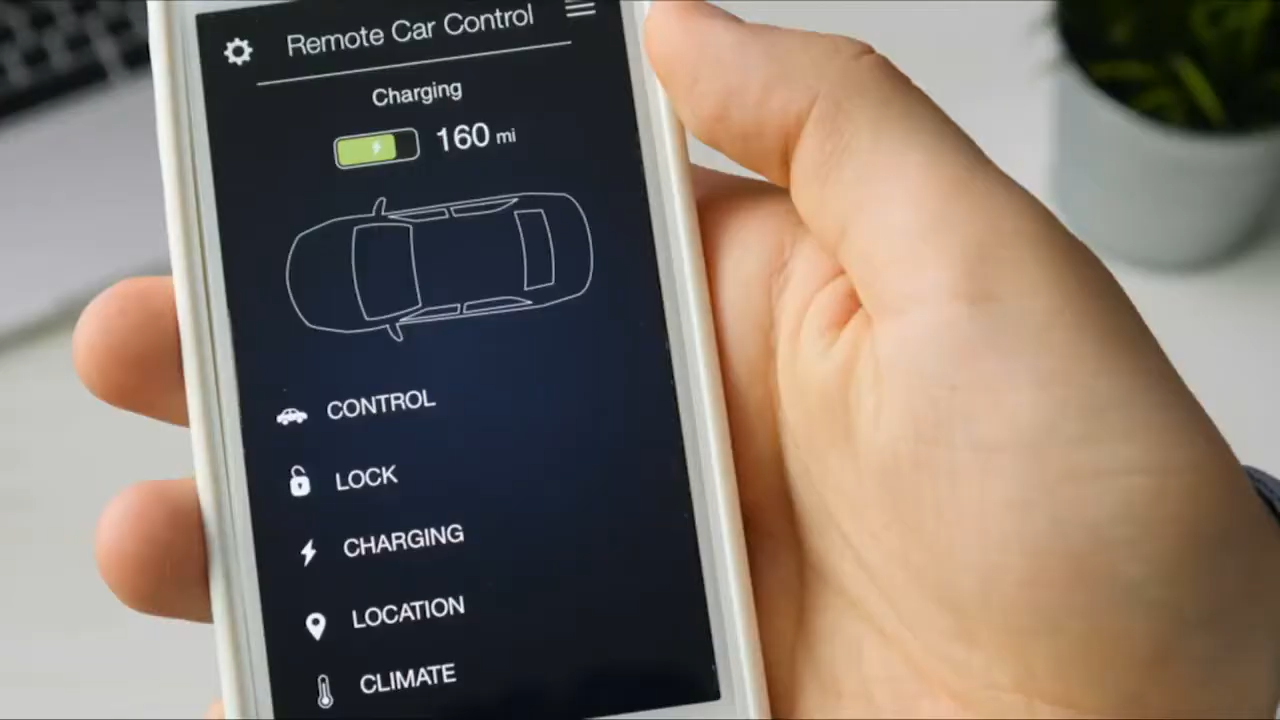 Remote Car Control
Charging
160 mi
CONTROL
LOCK
CHARGING
LOCATION
CLIMATE